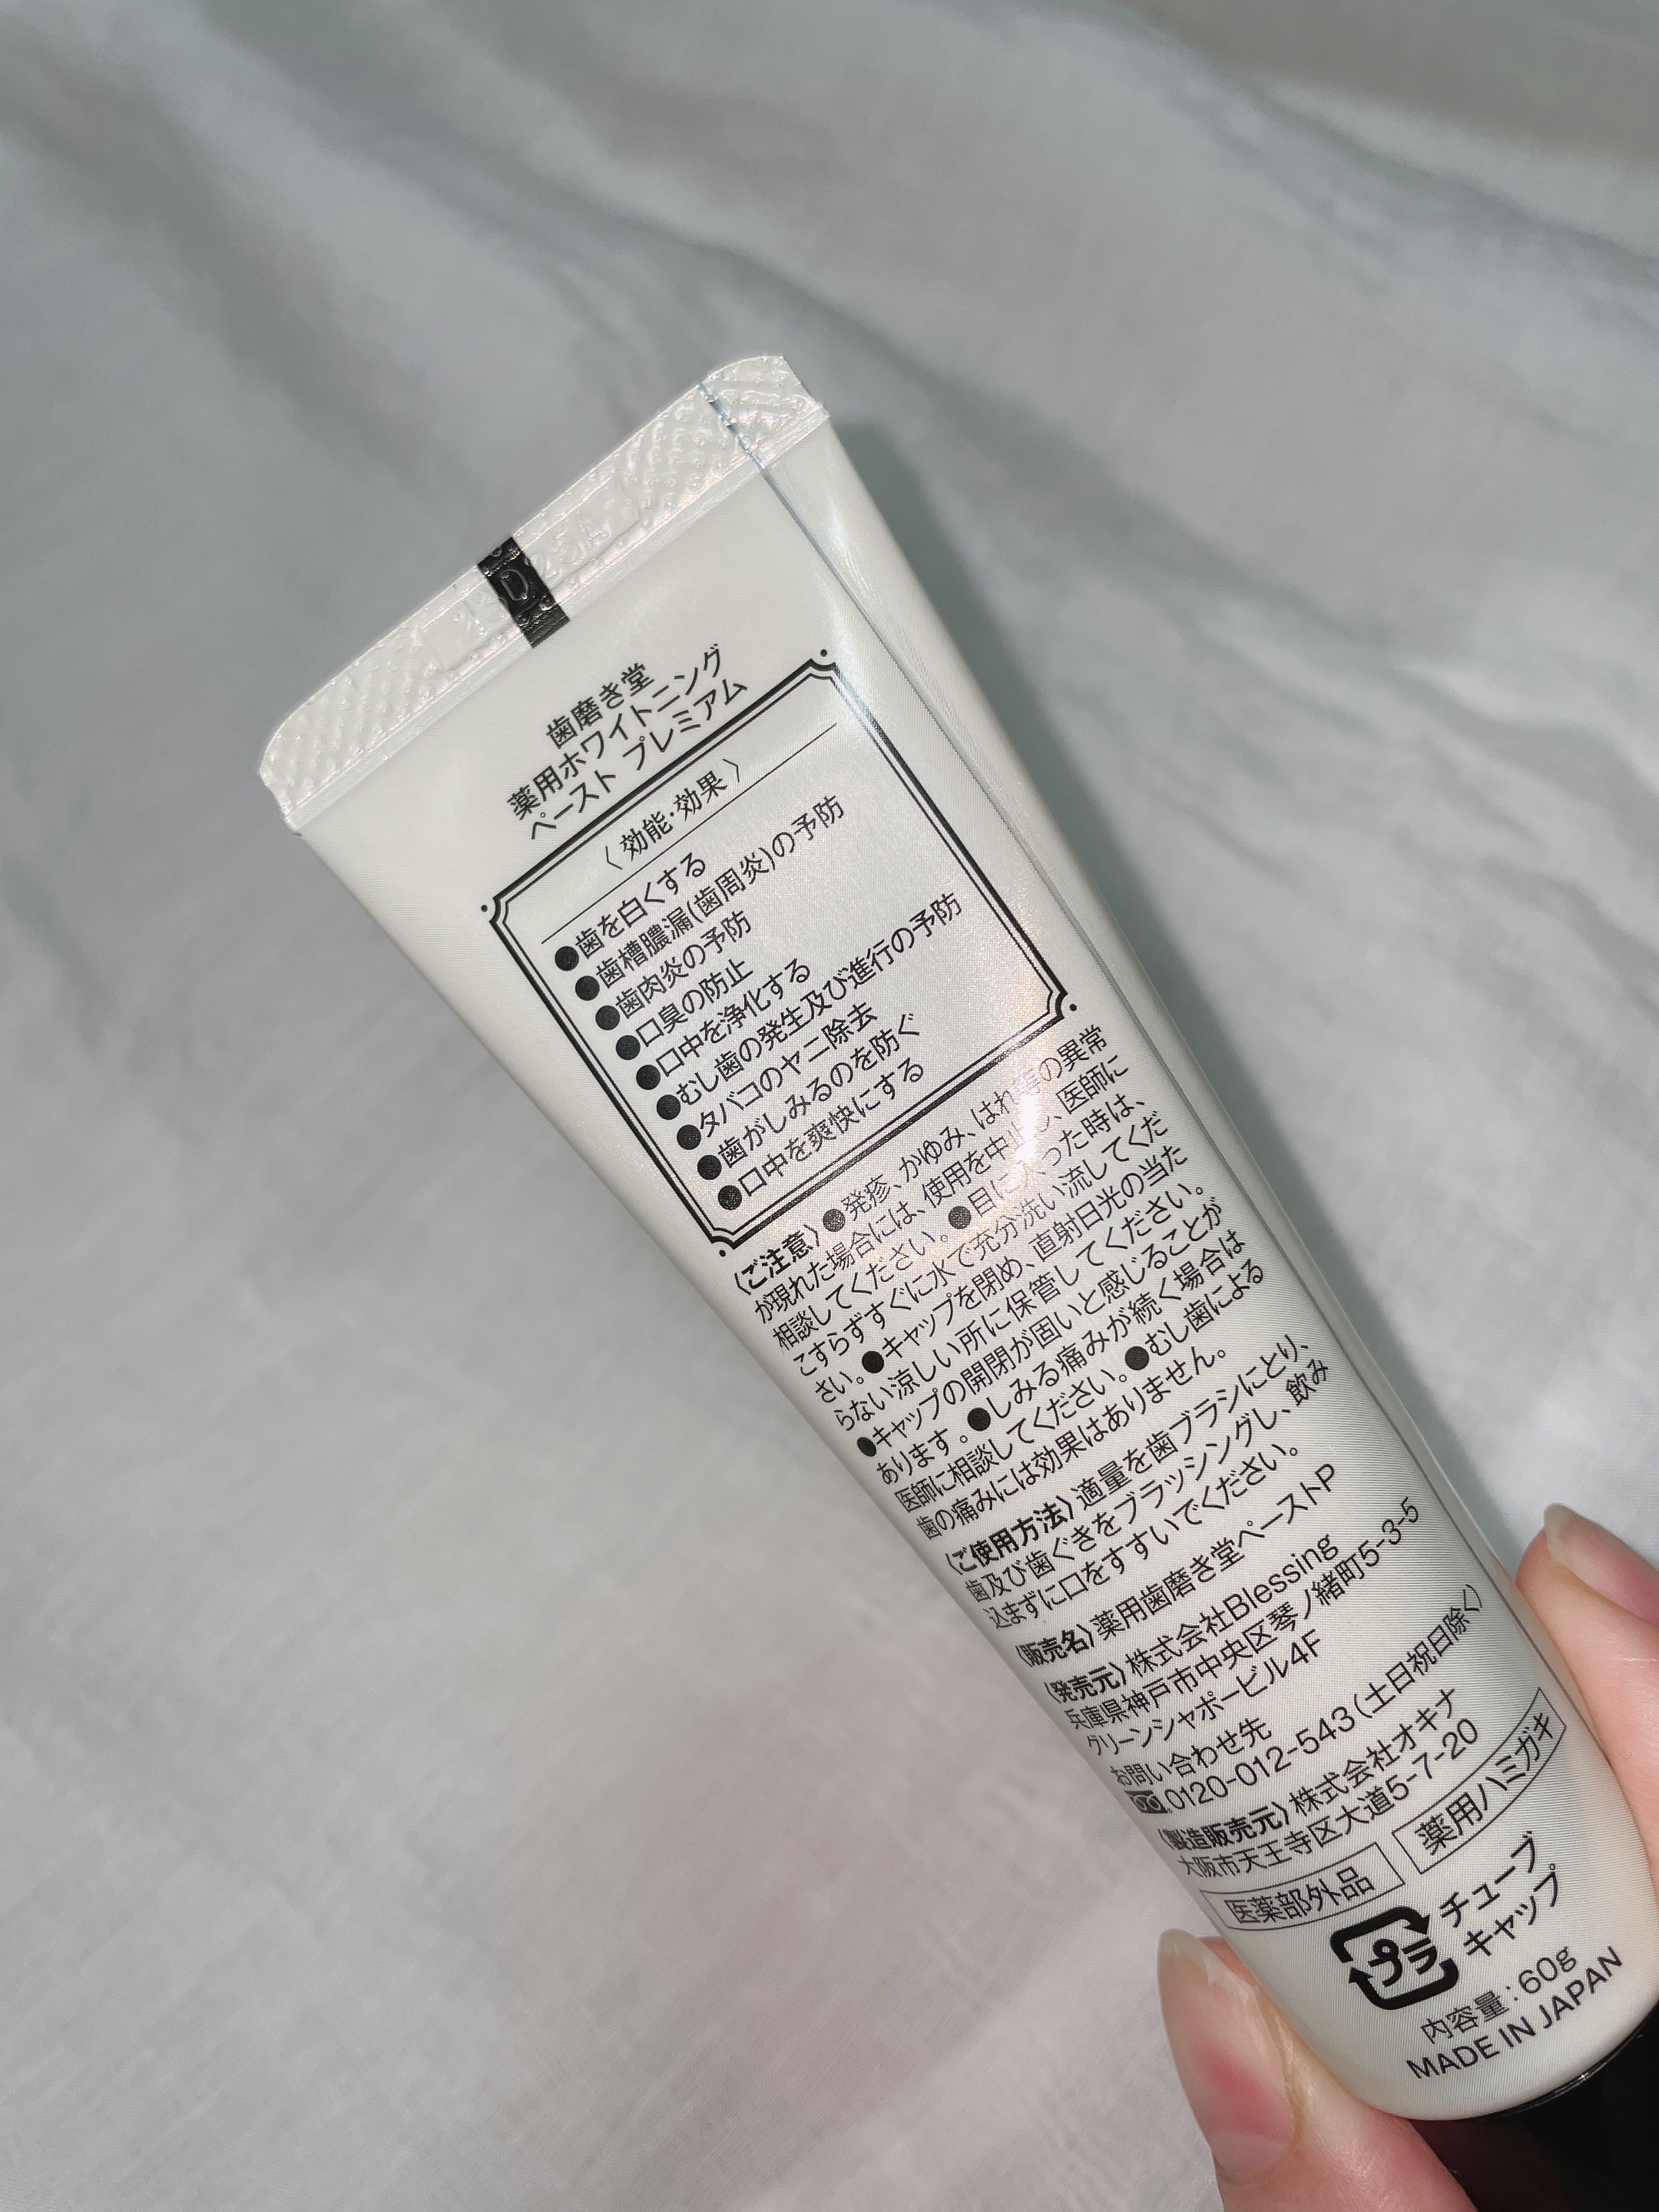 D25A
歯磨き堂
薬用ホワイトニング
ペースト プレミアム
〈 効能・効果 〉
●歯を白くする
●歯槽膿漏(歯周炎)の予防
●歯肉炎の予防
●口臭の防止
●口中を浄化する
●むし歯の発生及び進行の予防
●タバコのヤニ除去
●歯がしみるのを防ぐ
●口中を爽快にする
〈ご注意〉●発疹、かゆみ、はれ等の異常
が現れた場合には、使用を中止し、医師に
相談してください。●目に入った時は、
こすらずすぐに水で充分洗い流してくだ
さい。●キャップを閉め、直射日光の当た
らない涼しい所に保管してください。
●キャップの開閉が固いと感じることが
あります。●しみる痛みが続く場合は
医師に相談してください。●むし歯による
歯の痛みには効果はありません。
〈ご使用方法〉適量を歯ブラシにとり、
歯及び歯ぐきをブラッシングし、飲み
込まずに口をすすいでください。
〈販売名〉薬用歯磨き堂ペーストP
〈発売元〉株式会社Blessing
兵庫県神戸市中央区琴ノ緒町5-3-5
グリーンシャポービル4F
お問い合わせ先
0120-012-543(土日祝日除く)
〈製造販売元〉株式会社オキナ
大阪市天王寺区大道5-7-20
医薬部外品 薬用ハミガキ
プラ チューブ
キャップ
内容量:60g
MADE IN JAPAN